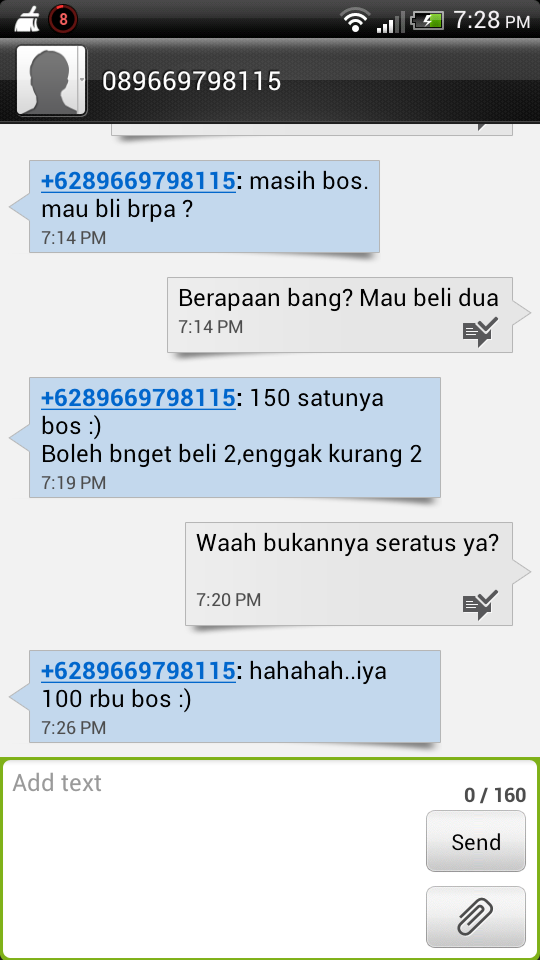 8
7:28 PM
089669798115
+6289669798115: masih bos.
mau bli brpa ?
7:14 PM
Berapaan bang? Mau beli dua
7:14 PM
+6289669798115: 150 satunya
bos :)
Boleh bnget beli 2,enggak kurang 2
7:19 PM
Waah bukannya seratus ya?
7:20 PM
+6289669798115: hahahah..iya
100 rbu bos :)
7:26 PM
Add text
0 / 160
Send